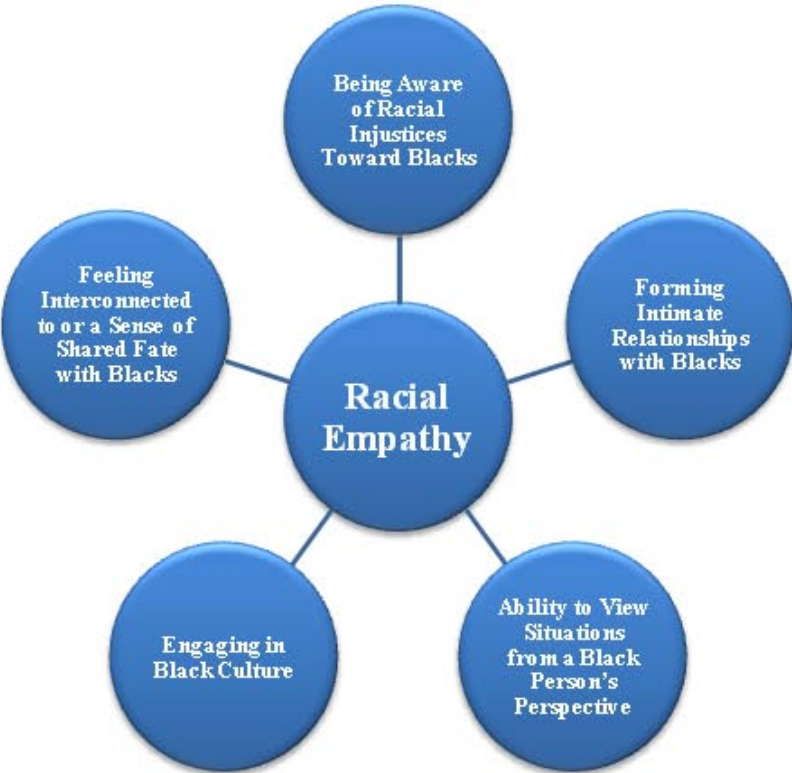 Being Aware
of Racial
Injustices
Toward Blacks
Feeling
Interconnected
to or a Sense of
Shared Fate
with Blacks
Forming
Intimate
Relationships
with Blacks
Racial
Empathy
Engaging in
Black Culture
Ability to View
Situations
from a Black
Person's
Perspective